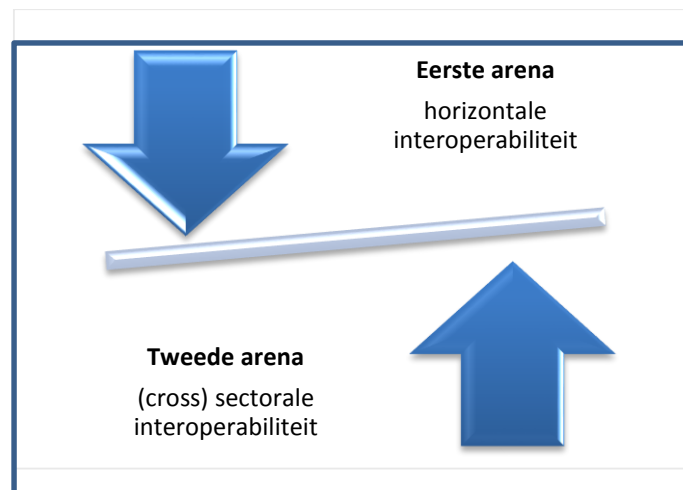 Eerste arena
horizontale
interoperabiliteit
Tweede arena
(cross) sectorale
interoperabiliteit